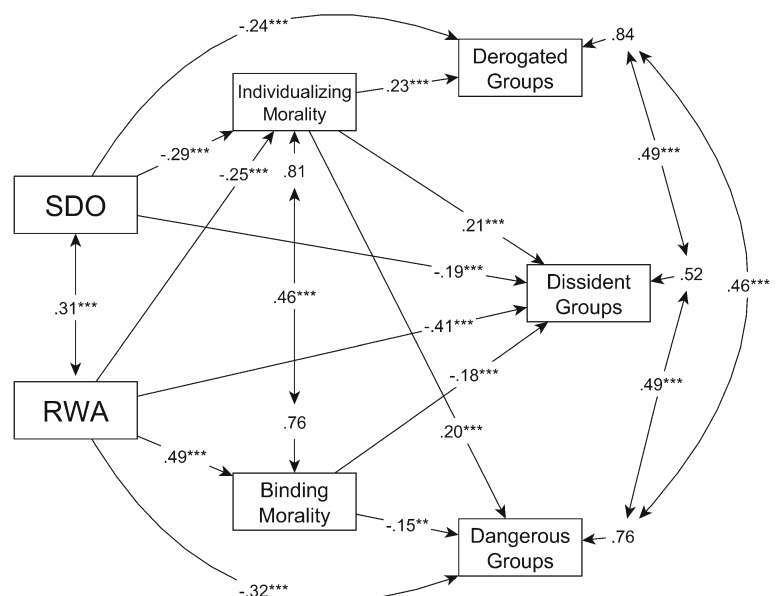 -.24***
.84
Derogated
Groups
Individualizing
Morality
.23***
-.29***
-.25***
.81
.49***
SDO
.21***
-.19***
.52
Dissident
Groups
.46***
.31***
.46***
-.41***
-.18***
.49***
RWA
.76
.20***
.49***
Binding
Morality
-.15**
Dangerous
Groups
.76
-.32***